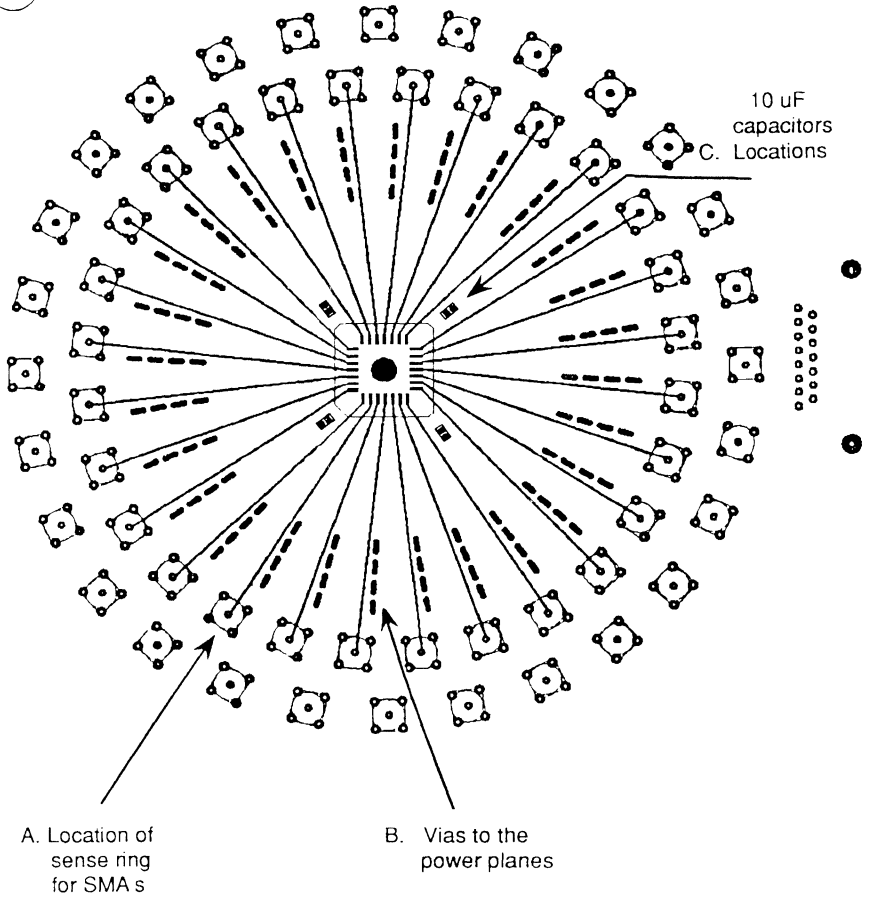 10 uF
capacitors
C. Locations
A. Location of
sense ring
for SMA s
B. Vias to the
power planes